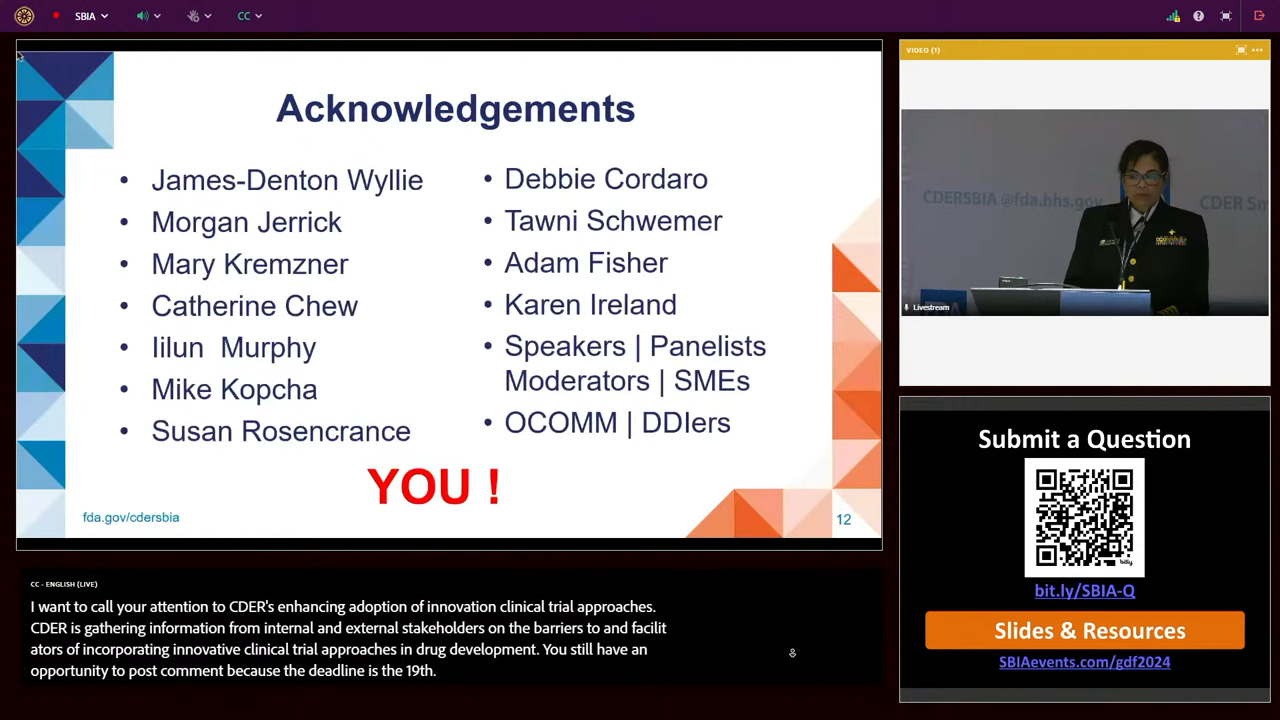 SBIA
CC
Acknowledgements
• James-Denton Wyllie
• Morgan Jerrick
• Mary Kremzner
• Catherine Chew
• Iilun Murphy
• Mike Kopcha
• Susan Rosencrance
• Debbie Cordaro
• Tawni Schwemer
• Adam Fisher
• Karen Ireland
• Speakers | Panelists
Moderators | SMEs
• OCOMM | DDIers
YOU !
fda.gov/cdersbia
12
CC - ENGLISH (LIVE)
I want to call your attention to CDER's enhancing adoption of innovation clinical trial approaches.
CDER is gathering information from internal and external stakeholders on the barriers to and facilit
ators of incorporating innovative clinical trial approaches in drug development. You still have an
opportunity to post comment because the deadline is the 19th.
VIDEO (1)
CDERSBIA @fda.hhs.gov
CDER Sm
Livestream
Submit a Question
bitly
bit.ly/SBIA-Q
Slides & Resources
SBIAevents.com/gdf2024